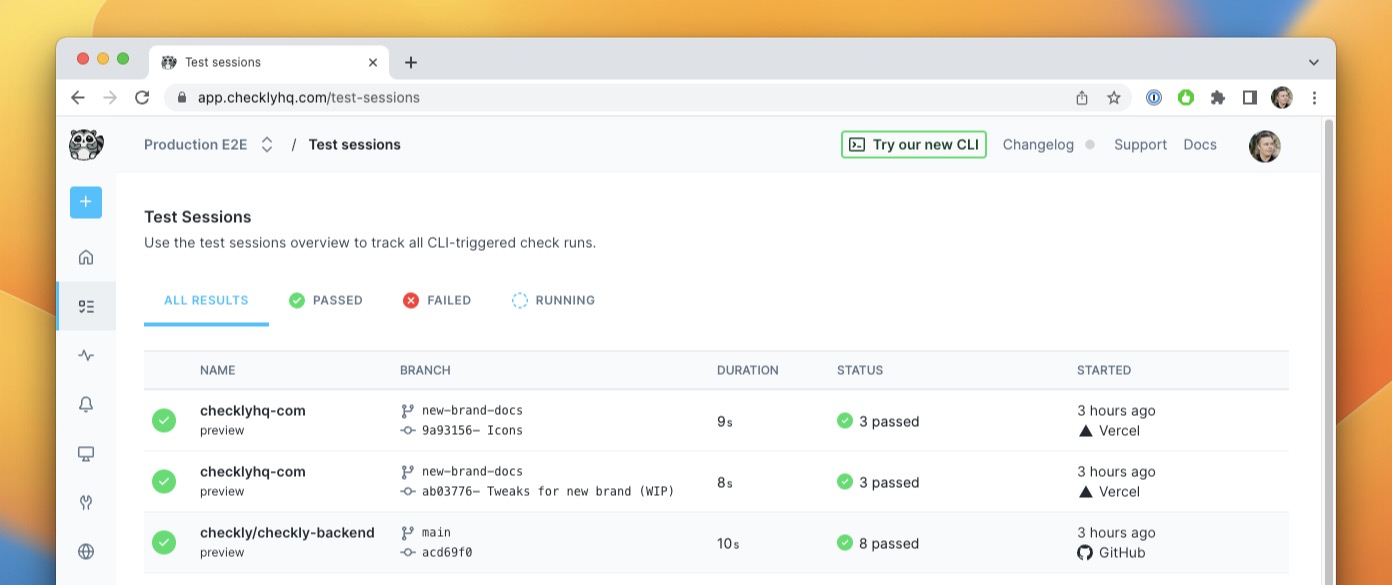 Test sessions
app.checklyhq.com/test-sessions
Production E2E / Test sessions Try our new CLI Changelog Support Docs
Test Sessions
Use the test sessions overview to track all CLI-triggered check runs.
ALL RESULTS PASSED FAILED RUNNING
NAME BRANCH DURATION STATUS STARTED
checklyhq-com new-brand-docs 9s 3 passed 3 hours ago
preview 9a93156– Icons Vercel
checklyhq-com new-brand-docs 8s 3 passed 3 hours ago
preview ab03776– Tweaks for new brand (WIP) Vercel
checkly/checkly-backend main 10s 8 passed 3 hours ago
preview acd69f0 GitHub